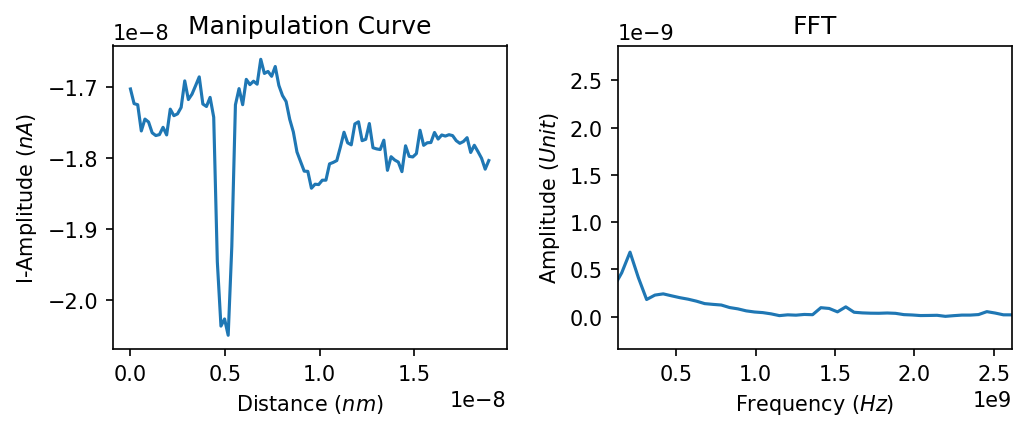 Manipulation Curve
1e−8
−1.7
−1.8
−1.9
−2.0
I-Amplitude (nA)
0.0 0.5 1.0 1.5
Distance (nm)
1e−8
FFT
1e−9
2.5
2.0
1.5
1.0
0.5
0.0
Amplitude (Unit)
0.5 1.0 1.5 2.0 2.5
Frequency (Hz)
1e9